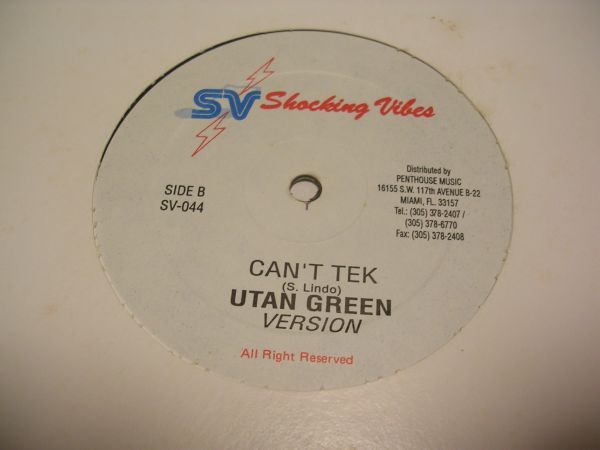 SV Shocking Vibes
SIDE B
SV-044
Distributed by
PENTHOUSE MUSIC
16155 S.W. 117th AVENUE B-22
MIAMI, FL. 33157
Tel.: (305) 378-2407 /
(305) 378-6770
Fax: (305) 378-2408
CAN'T TEK
(S. Lindo)
UTAN GREEN
VERSION
All Right Reserved